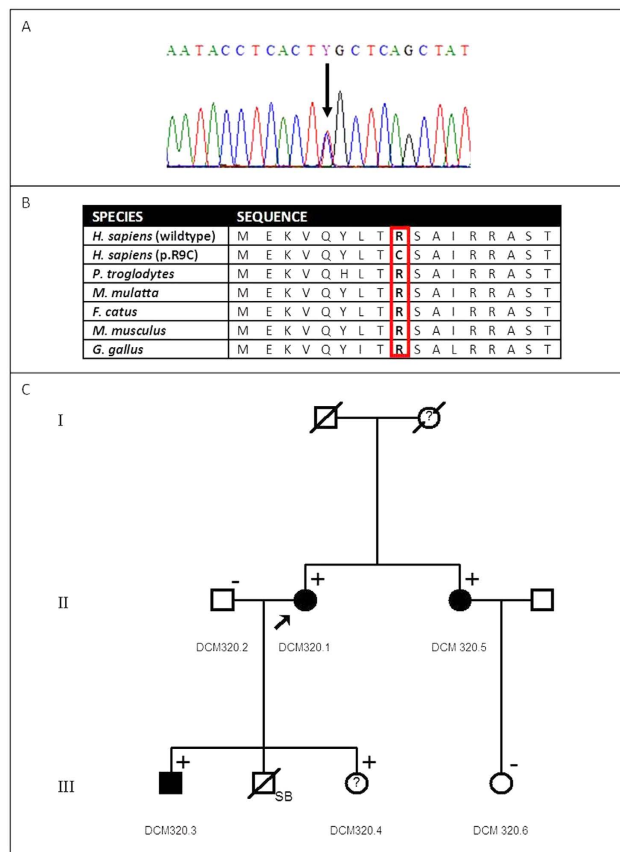 A
A A T A C C T C A C T Y G C T C A G C T A T
B
SPECIES SEQUENCE
H. sapiens (wildtype) M E K V Q Y L T R S A I R R A S T
H. sapiens (p.R9C) M E K V Q Y L T C S A I R R A S T
P. troglodytes M E K V Q H L T R S A I R R A S T
M. mulatta M E K V Q Y L T R S A I R R A S T
F. catus M E K V Q Y L T R S A I R R A S T
M. musculus M E K V Q Y L T R S A I R R A S T
G. gallus M E K V Q Y I T R S A L R R A S T
C
I ?
II - + +
DCM320.2 DCM320.1 DCM 320.5
III + SB ? + -
DCM320.3 DCM320.4 DCM 320.6